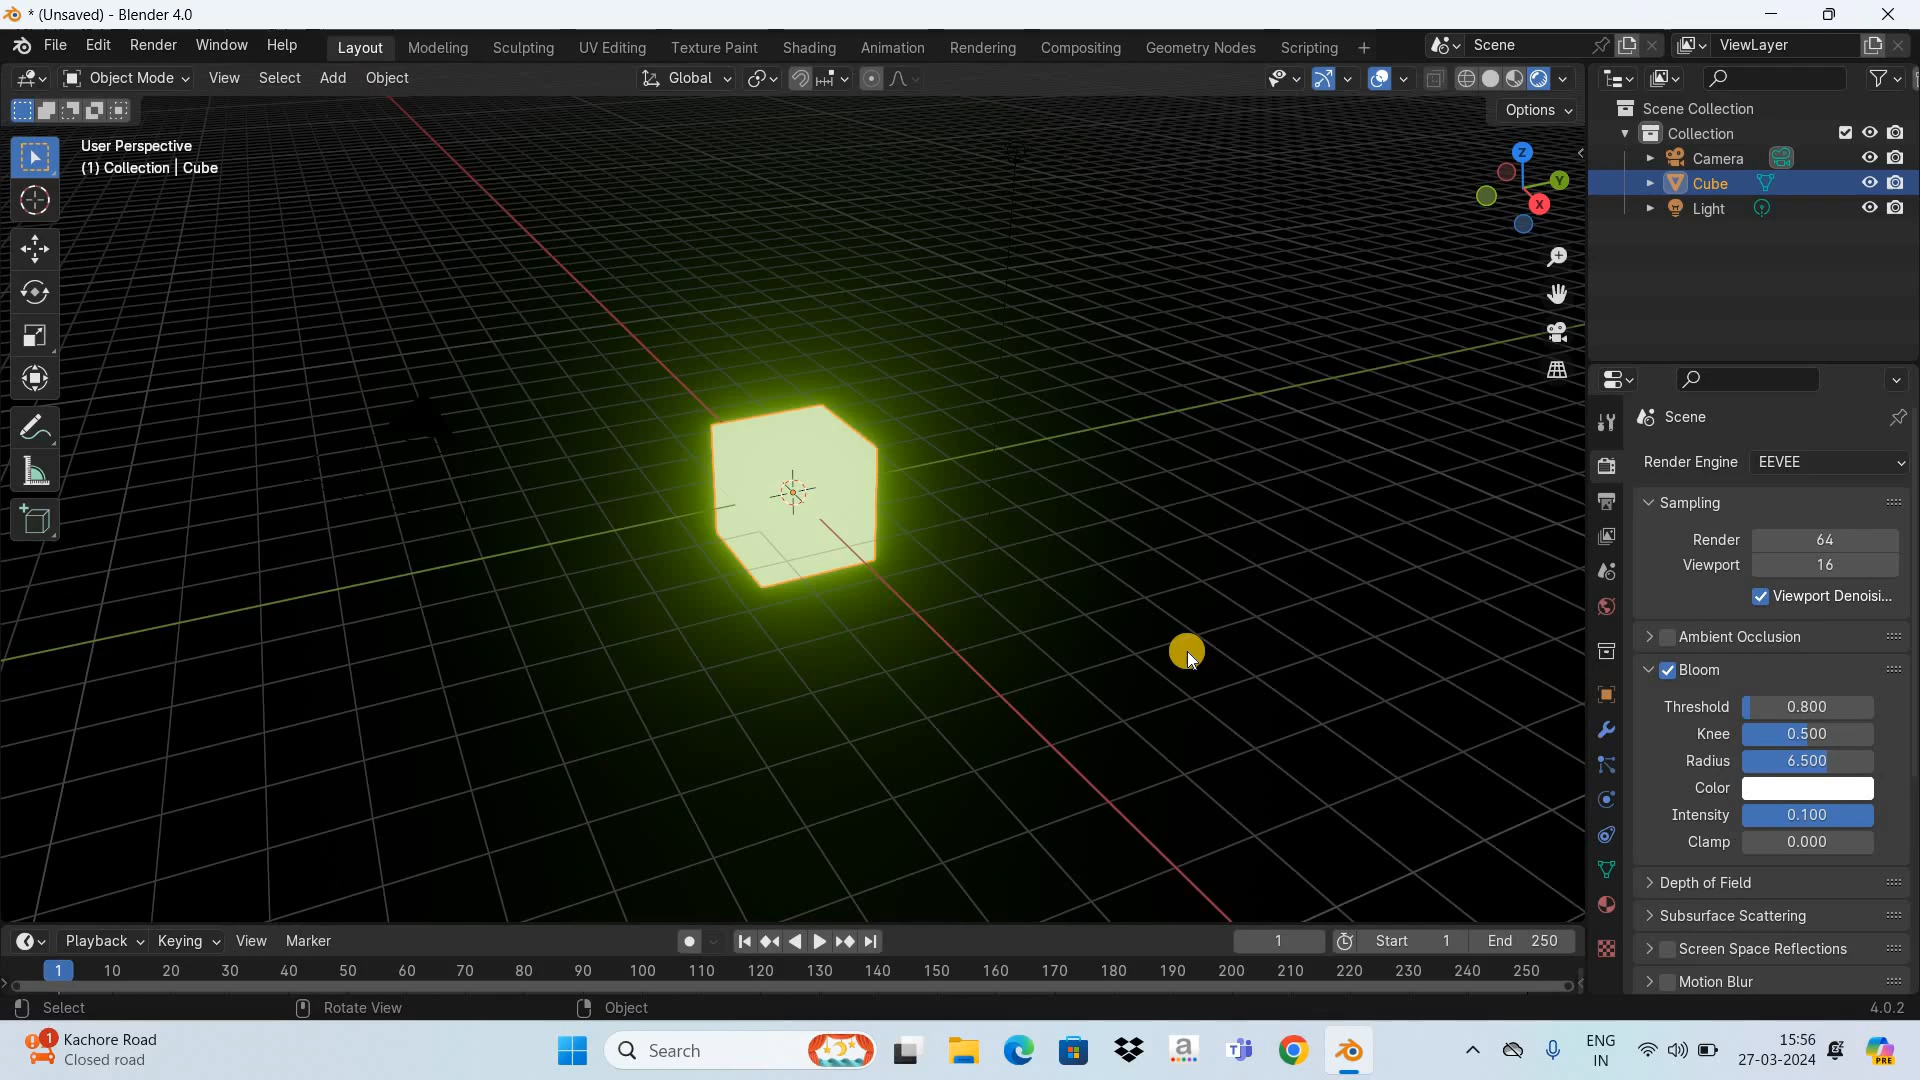 * (Unsaved) - Blender 4.0
File Edit Render Window Help
Layout Modeling Sculpting UV Editing Texture Paint Shading Animation Rendering Compositing Geometry Nodes Scripting +
Scene
ViewLayer
Object Mode View Select Add Object
Global
Options
User Perspective
(1) Collection | Cube
Z
Y
X
Scene Collection
Collection
Camera
Cube
Light
Scene
Render Engine EEVEE
Sampling
Render 64
Viewport 16
Viewport Denoisi...
Ambient Occlusion
Bloom
Threshold 0.800
Knee 0.500
Radius 6.500
Color
Intensity 0.100
Clamp 0.000
Depth of Field
Subsurface Scattering
Screen Space Reflections
Motion Blur
Playback Keying View Marker
1 Start 1 End 250
1 10 20 30 40 50 60 70 80 90 100 110 120 130 140 150 160 170 180 190 200 210 220 230 240 250
Select Rotate View Object 4.0.2
1
Kachore Road
Closed road
Search
a
T
PRE
ENG
IN
15:56
27-03-2024